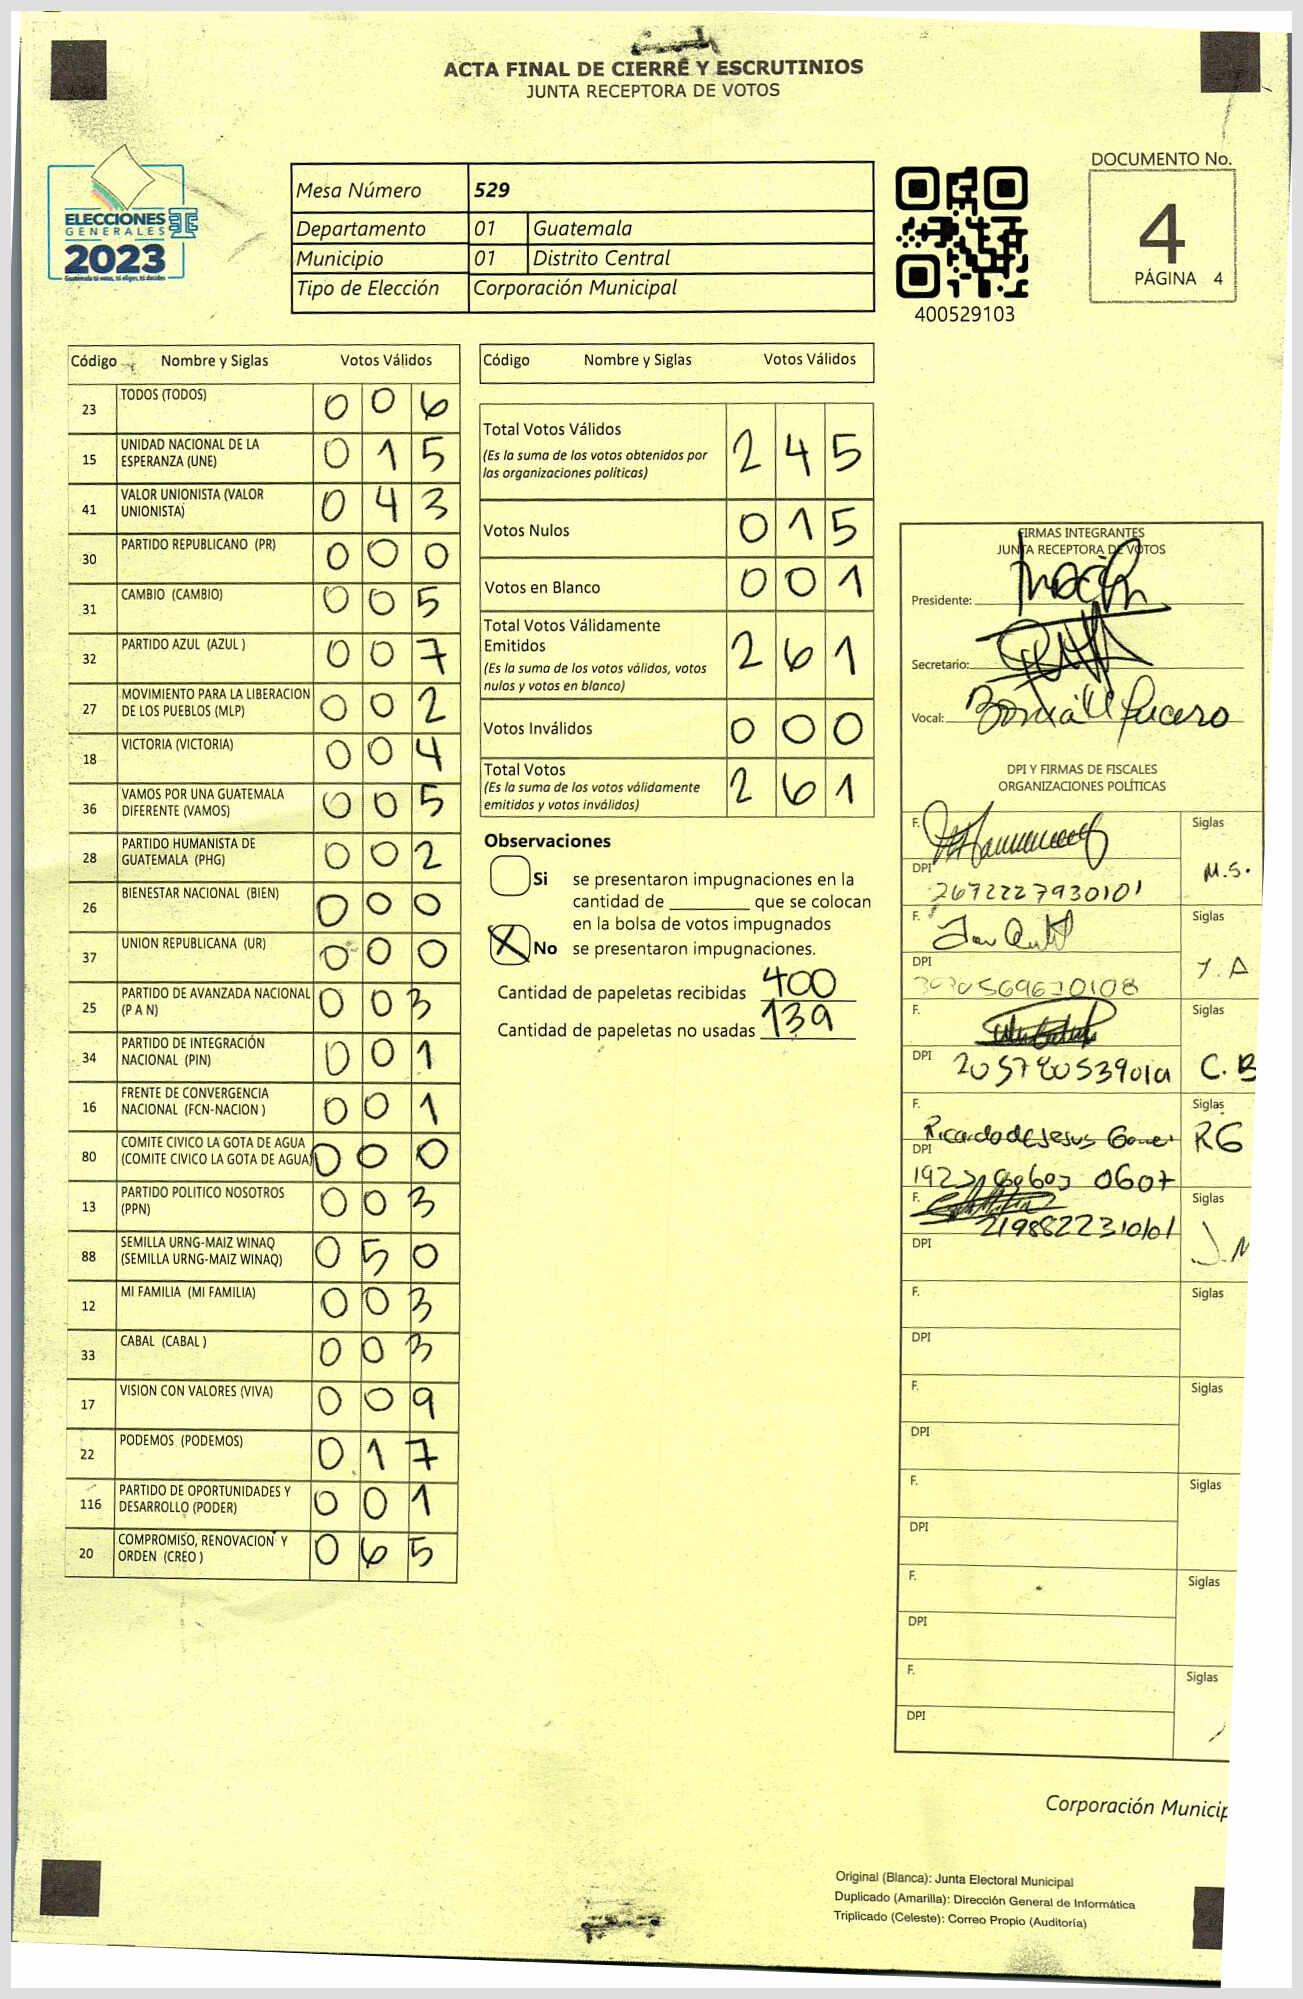 ACTA FINAL DE CIERRE Y ESCRUTINIOS
JUNTA RECEPTORA DE VOTOS
ELECCIONES
GENERALES
2023
Guatemala tú votas, tú eliges, tú decides
Mesa Número 529
Departamento 01 Guatemala
Municipio 01 Distrito Central
Tipo de Elección Corporación Municipal
400529103
DOCUMENTO No.
4
PÁGINA 4
Código Nombre y Siglas Votos Válidos
23 TODOS (TODOS) 0 0 6
15 UNIDAD NACIONAL DE LA ESPERANZA (UNE) 0 1 5
41 VALOR UNIONISTA (VALOR UNIONISTA) 0 4 3
30 PARTIDO REPUBLICANO (PR) 0 0 0
31 CAMBIO (CAMBIO) 0 0 5
32 PARTIDO AZUL (AZUL ) 0 0 7
27 MOVIMIENTO PARA LA LIBERACION DE LOS PUEBLOS (MLP) 0 0 2
18 VICTORIA (VICTORIA) 0 0 4
36 VAMOS POR UNA GUATEMALA DIFERENTE (VAMOS) 0 0 5
28 PARTIDO HUMANISTA DE GUATEMALA (PHG) 0 0 2
26 BIENESTAR NACIONAL (BIEN) 0 0 0
37 UNION REPUBLICANA (UR) 0 0 0
25 PARTIDO DE AVANZADA NACIONAL (P A N) 0 0 3
34 PARTIDO DE INTEGRACIÓN NACIONAL (PIN) 0 0 1
16 FRENTE DE CONVERGENCIA NACIONAL (FCN-NACION ) 0 0 1
80 COMITE CIVICO LA GOTA DE AGUA (COMITE CIVICO LA GOTA DE AGUA) 0 0 0
13 PARTIDO POLITICO NOSOTROS (PPN) 0 0 3
88 SEMILLA URNG-MAIZ WINAQ (SEMILLA URNG-MAIZ WINAQ) 0 5 0
12 MI FAMILIA (MI FAMILIA) 0 0 3
33 CABAL (CABAL ) 0 0 3
17 VISION CON VALORES (VIVA) 0 0 9
22 PODEMOS (PODEMOS) 0 1 7
116 PARTIDO DE OPORTUNIDADES Y DESARROLLO (PODER) 0 0 1
20 COMPROMISO, RENOVACION Y ORDEN (CREO ) 0 6 5
Código Nombre y Siglas Votos Válidos
Total Votos Válidos 2 4 5
(Es la suma de los votos obtenidos por
las organizaciones políticas)
Votos Nulos 0 1 5
Votos en Blanco 0 0 1
Total Votos Válidamente
Emitidos 2 6 1
(Es la suma de los votos válidos, votos
nulos y votos en blanco)
Votos Inválidos 0 0 0
Total Votos 2 6 1
(Es la suma de los votos válidamente
emitidos y votos inválidos)
Observaciones
Si se presentaron impugnaciones en la
cantidad de ________ que se colocan
en la bolsa de votos impugnados
X No se presentaron impugnaciones.
Cantidad de papeletas recibidas 400
Cantidad de papeletas no usadas 139
FIRMAS INTEGRANTES
JUNTA RECEPTORA DE VOTOS
Presidente:
Secretario:
Vocal: Lucero
DPI Y FIRMAS DE FISCALES
ORGANIZACIONES POLÍTICAS
F. Siglas
DPI M.S.
2672227930101
F. Siglas
DPI
F. Siglas
DPI C.B
F. Siglas
Ricardo de Jesus RG
DPI
0607
F. Siglas
2198822310101
DPI J.M
F. Siglas
DPI
F. Siglas
DPI
F. Siglas
DPI
F. Siglas
DPI
F. Siglas
DPI
Corporación Municip
Original (Blanca): Junta Electoral Municipal
Duplicado (Amarilla): Dirección General de Informática
Triplicado (Celeste): Correo Propio (Auditoría)